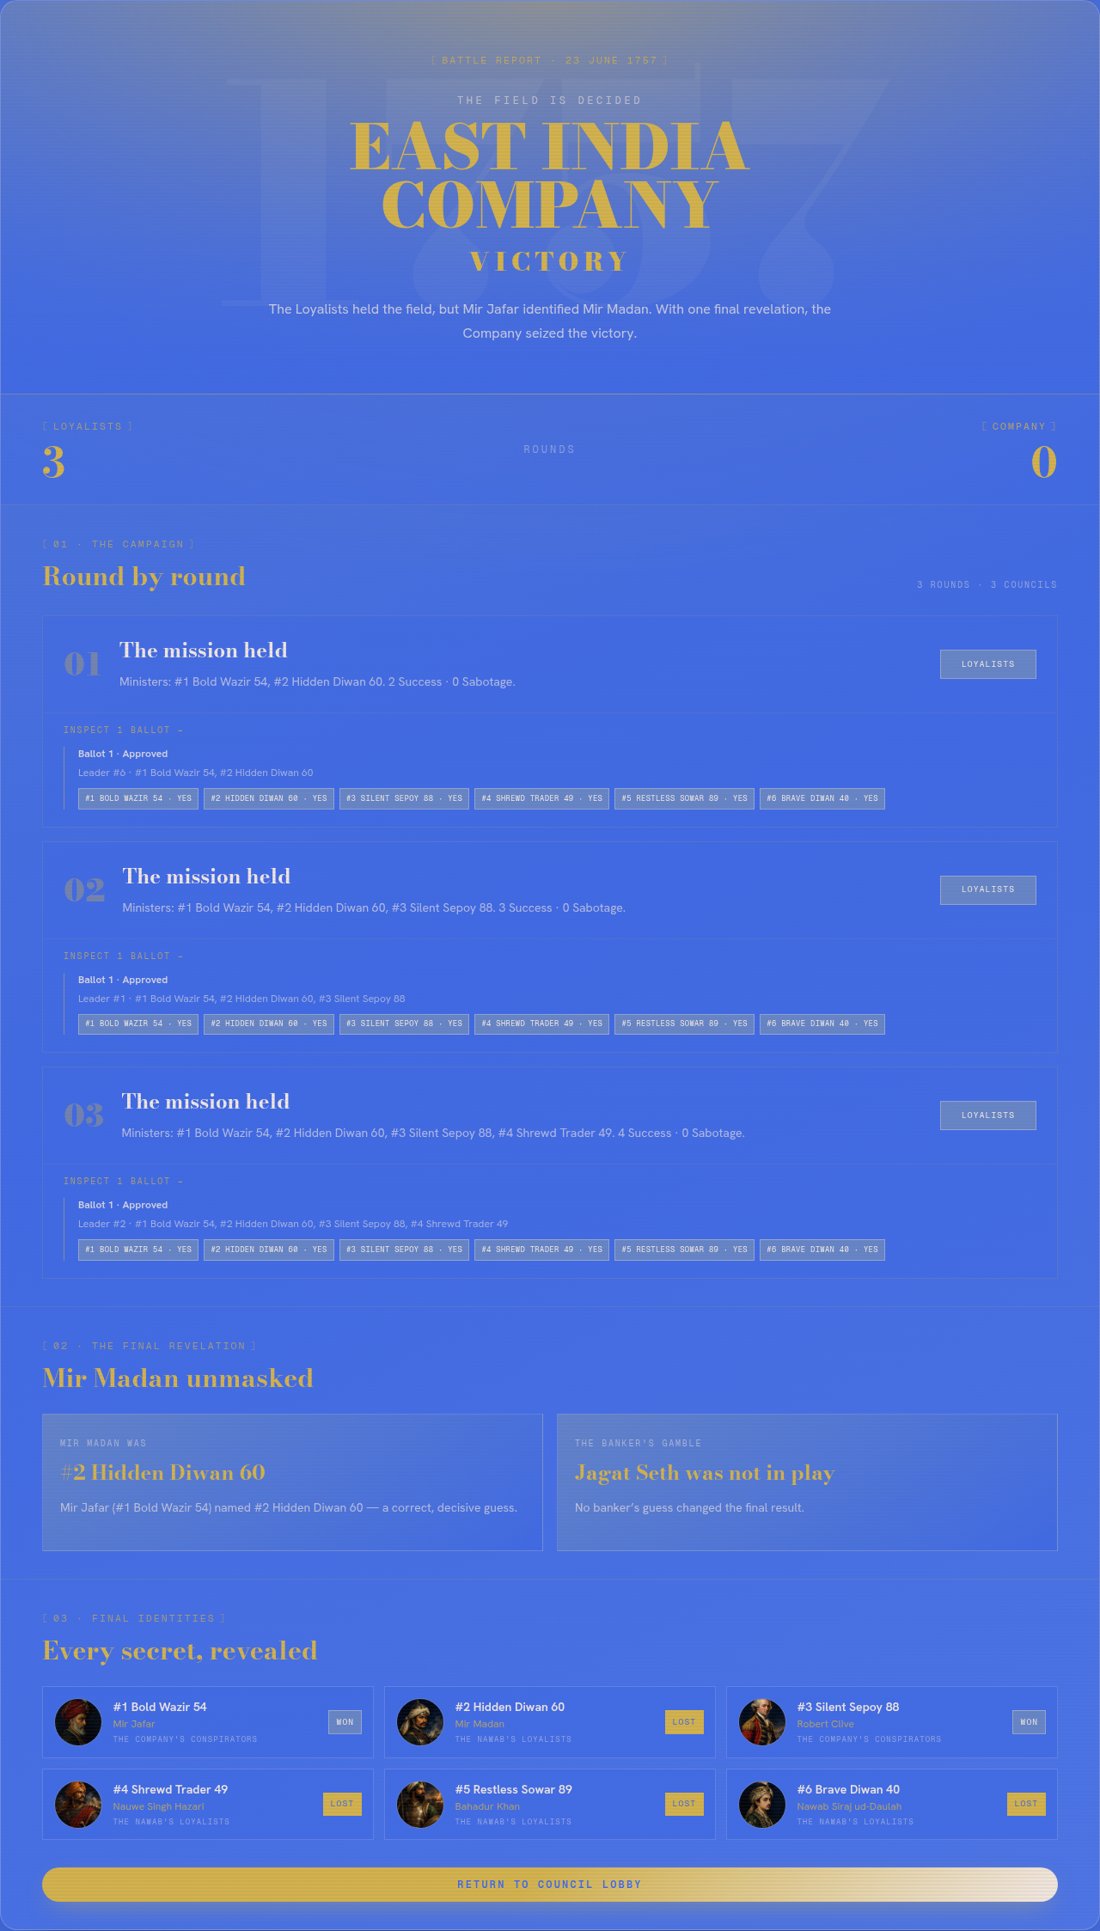 [ BATTLE REPORT · 23 JUNE 1757 ]
1757
THE FIELD IS DECIDED
EAST INDIA
COMPANY
VICTORY
The Loyalists held the field, but Mir Jafar identified Mir Madan. With one final revelation, the
Company seized the victory.
[ LOYALISTS ]
3
ROUNDS
[ COMPANY ]
0
[ 01 · THE CAMPAIGN ]
Round by round
3 ROUNDS · 3 COUNCILS
01
The mission held
Ministers: #1 Bold Wazir 54, #2 Hidden Diwan 60. 2 Success · 0 Sabotage.
LOYALISTS
INSPECT 1 BALLOT →
Ballot 1 · Approved
Leader #6 · #1 Bold Wazir 54, #2 Hidden Diwan 60
#1 BOLD WAZIR 54 · YES #2 HIDDEN DIWAN 60 · YES #3 SILENT SEPOY 88 · YES #4 SHREWD TRADER 49 · YES #5 RESTLESS SOWAR 89 · YES #6 BRAVE DIWAN 40 · YES
02
The mission held
Ministers: #1 Bold Wazir 54, #2 Hidden Diwan 60, #3 Silent Sepoy 88. 3 Success · 0 Sabotage.
LOYALISTS
INSPECT 1 BALLOT →
Ballot 1 · Approved
Leader #1 · #1 Bold Wazir 54, #2 Hidden Diwan 60, #3 Silent Sepoy 88
#1 BOLD WAZIR 54 · YES #2 HIDDEN DIWAN 60 · YES #3 SILENT SEPOY 88 · YES #4 SHREWD TRADER 49 · YES #5 RESTLESS SOWAR 89 · YES #6 BRAVE DIWAN 40 · YES
03
The mission held
Ministers: #1 Bold Wazir 54, #2 Hidden Diwan 60, #3 Silent Sepoy 88, #4 Shrewd Trader 49. 4 Success · 0 Sabotage.
LOYALISTS
INSPECT 1 BALLOT →
Ballot 1 · Approved
Leader #2 · #1 Bold Wazir 54, #2 Hidden Diwan 60, #3 Silent Sepoy 88, #4 Shrewd Trader 49
#1 BOLD WAZIR 54 · YES #2 HIDDEN DIWAN 60 · YES #3 SILENT SEPOY 88 · YES #4 SHREWD TRADER 49 · YES #5 RESTLESS SOWAR 89 · YES #6 BRAVE DIWAN 40 · YES
[ 02 · THE FINAL REVELATION ]
Mir Madan unmasked
MIR MADAN WAS
#2 Hidden Diwan 60
Mir Jafar (#1 Bold Wazir 54) named #2 Hidden Diwan 60 — a correct, decisive guess.
THE BANKER'S GAMBLE
Jagat Seth was not in play
No banker's guess changed the final result.
[ 03 · FINAL IDENTITIES ]
Every secret, revealed
#1 Bold Wazir 54
Mir Jafar
THE COMPANY'S CONSPIRATORS
WON
#2 Hidden Diwan 60
Mir Madan
THE NAWAB'S LOYALISTS
LOST
#3 Silent Sepoy 88
Robert Clive
THE COMPANY'S CONSPIRATORS
WON
#4 Shrewd Trader 49
Nauwe Singh Hazari
THE NAWAB'S LOYALISTS
LOST
#5 Restless Sowar 89
Bahadur Khan
THE NAWAB'S LOYALISTS
LOST
#6 Brave Diwan 40
Nawab Siraj ud-Daulah
THE NAWAB'S LOYALISTS
LOST
RETURN TO COUNCIL LOBBY